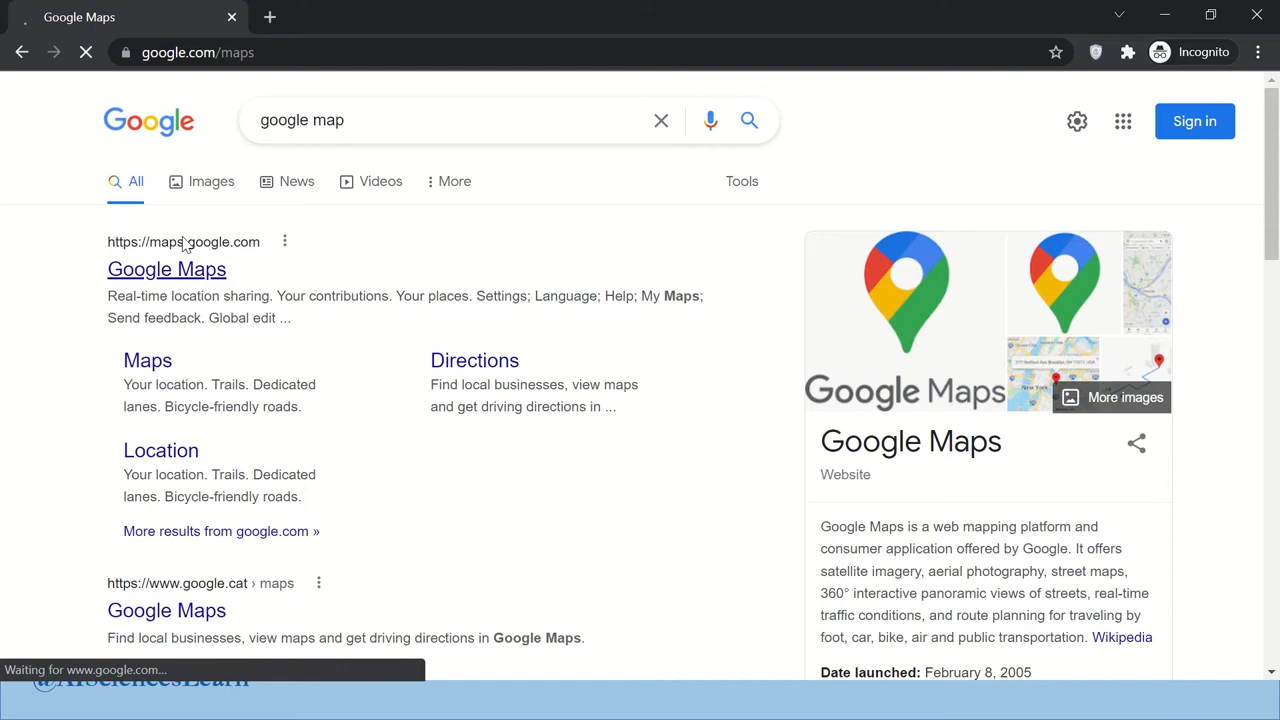 Google Maps
google.com/maps
Incognito
Google
google map
Sign in
All
Images
News
Videos
More
Tools
https://maps.google.com
Google Maps
Real-time location sharing. Your contributions. Your places. Settings; Language; Help; My Maps;
Send feedback. Global edit ...
Maps
Your location. Trails. Dedicated
lanes. Bicycle-friendly roads.
Directions
Find local businesses, view maps
and get driving directions in ...
Location
Your location. Trails. Dedicated
lanes. Bicycle-friendly roads.
More results from google.com »
https://www.google.cat › maps
Google Maps
Find local businesses, view maps and get driving directions in Google Maps.
Google Maps
More images
Google Maps
Website
Google Maps is a web mapping platform and
consumer application offered by Google. It offers
satellite imagery, aerial photography, street maps,
360° interactive panoramic views of streets, real-time
traffic conditions, and route planning for traveling by
foot, car, bike, air and public transportation. Wikipedia
Date launched: February 8, 2005
Waiting for www.google.com...
@AISciencesLearn